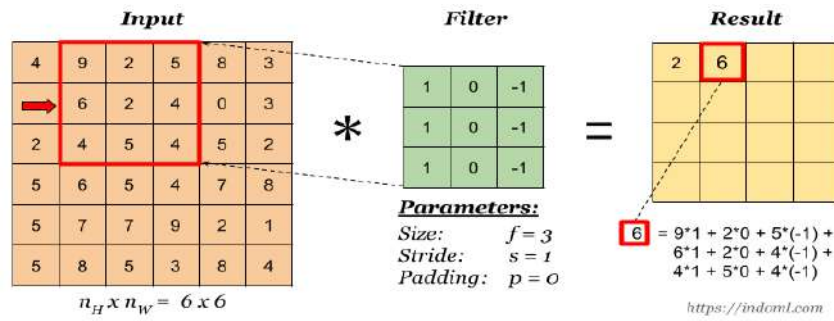 Input Filter Result
4 9 2 5 8 3
6 2 4 0 3
2 4 5 4 5 2
5 6 5 4 7 8
5 7 7 9 2 1
5 8 5 3 8 4
n_H x n_W = 6 x 6
*
1 0 -1
1 0 -1
1 0 -1
Parameters:
Size: f = 3
Stride: s = 1
Padding: p = 0
=
2 6
6 = 9*1 + 2*0 + 5*(-1) +
6*1 + 2*0 + 4*(-1) +
4*1 + 5*0 + 4*(-1)
https://indoml.com